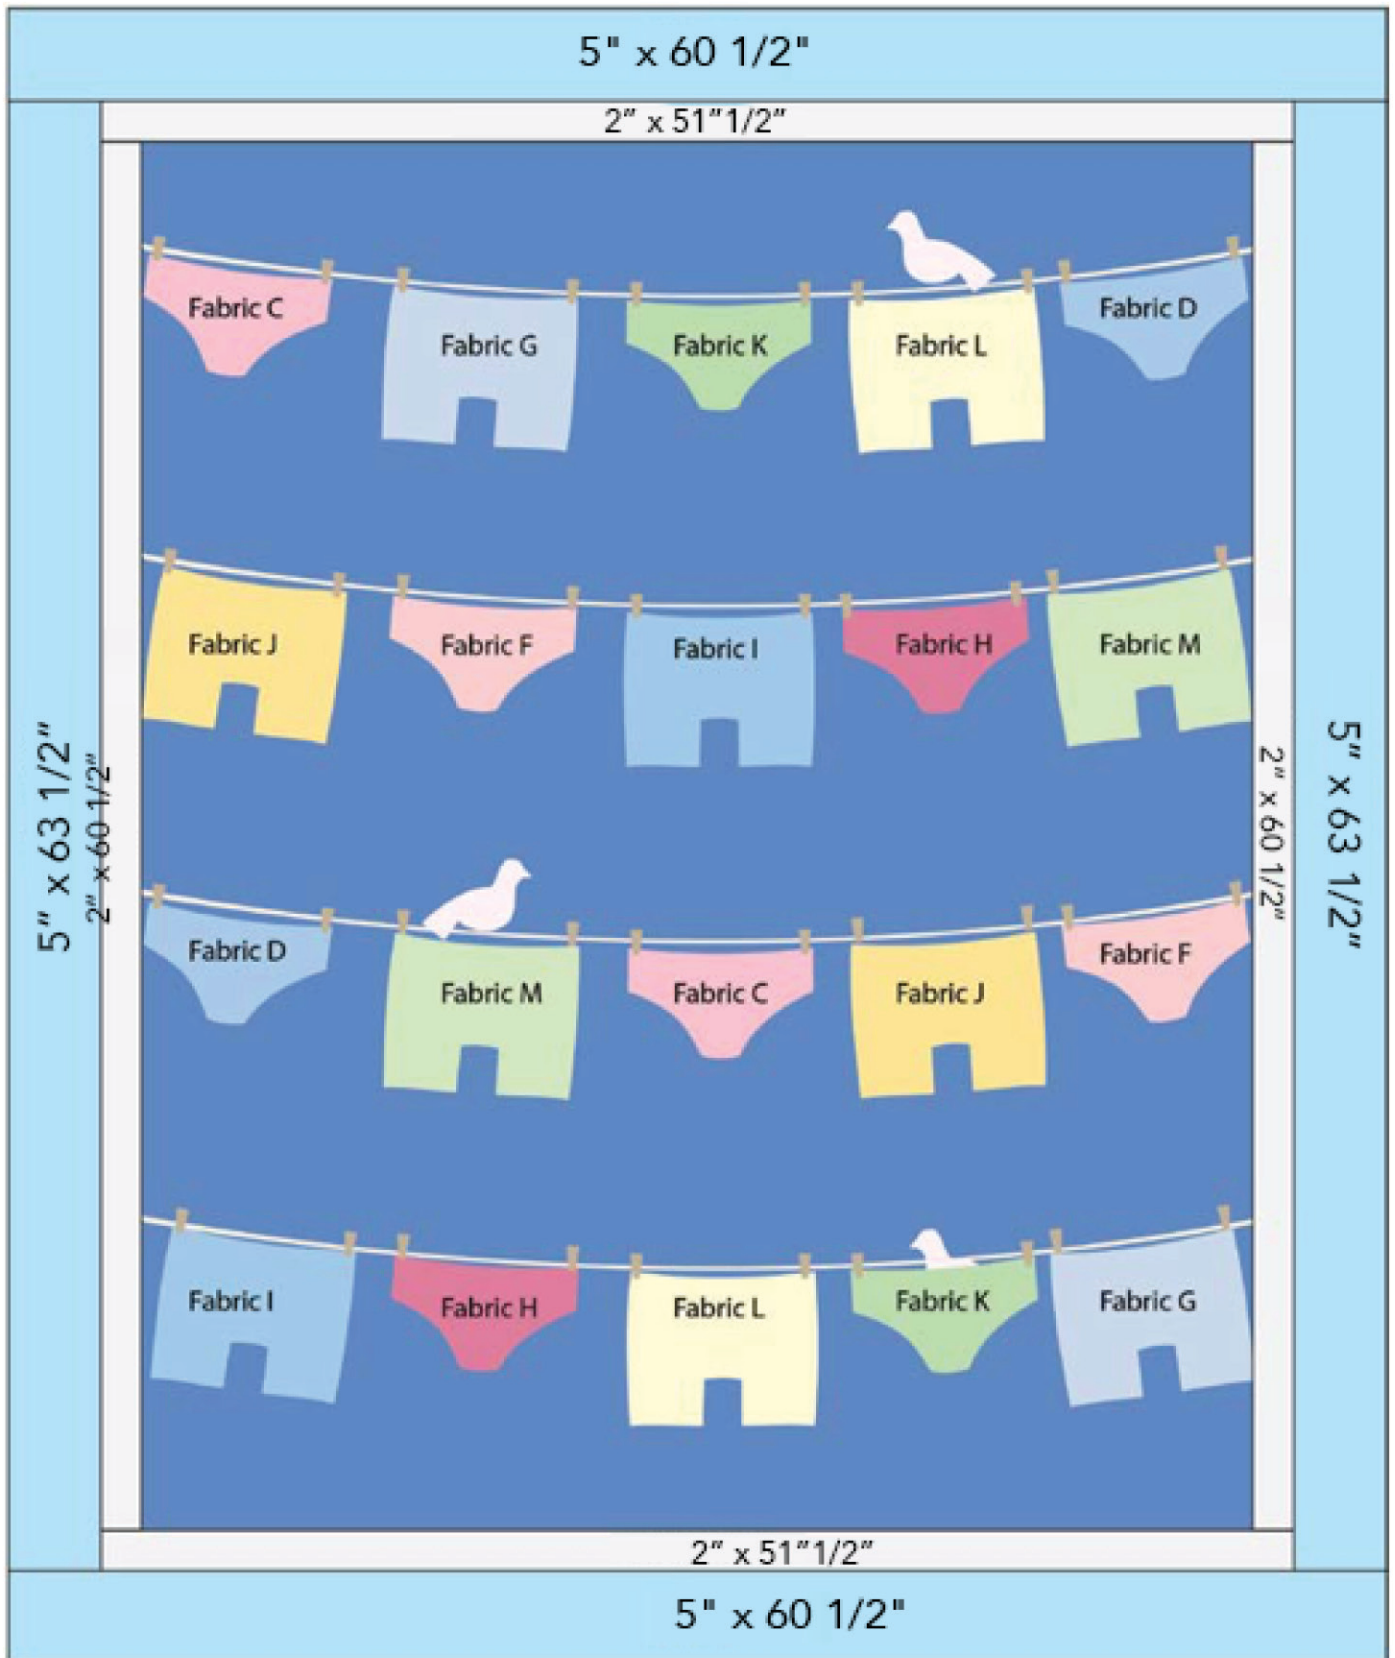 5" x 60 1/2"
2” x 51”1/2”
Fabric C
Fabric G
Fabric K
Fabric L
Fabric D
Fabric J
Fabric F
Fabric I
Fabric H
Fabric M
5” x 63 1/2”
2” x 60 1/2”
2” x 60 1/2”
5” x 63 1/2”
Fabric D
Fabric M
Fabric C
Fabric J
Fabric F
Fabric I
Fabric H
Fabric L
Fabric K
Fabric G
2” x 51”1/2”
5" x 60 1/2"